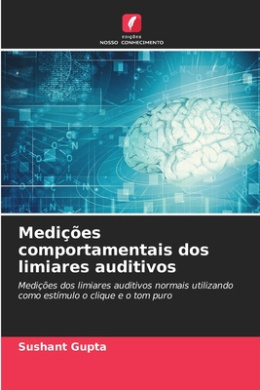 edições
NOSSO CONHECIMENTO
Medições
comportamentais dos
limiares auditivos
Medições dos limiares auditivos normais utilizando
como estímulo o clique e o tom puro
Sushant Gupta